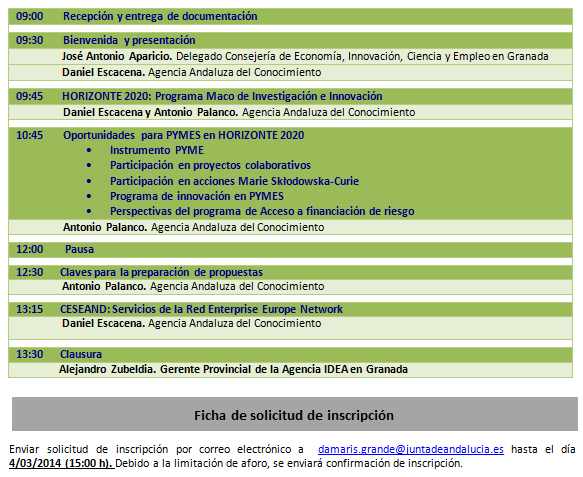 09:00 Recepción y entrega de documentación
09:30 Bienvenida y presentación
José Antonio Aparicio. Delegado Consejería de Economía, Innovación, Ciencia y Empleo en Granada
Daniel Escacena. Agencia Andaluza del Conocimiento
09:45 HORIZONTE 2020: Programa Maco de Investigación e Innovación
Daniel Escacena y Antonio Palanco. Agencia Andaluza del Conocimiento
10:45 Oportunidades para PYMES en HORIZONTE 2020
• Instrumento PYME
• Participación en proyectos colaborativos
• Participación en acciones Marie Skłodowska-Curie
• Programa de innovación en PYMES
• Perspectivas del programa de Acceso a financiación de riesgo
Antonio Palanco. Agencia Andaluza del Conocimiento
12:00 Pausa
12:30 Claves para la preparación de propuestas
Antonio Palanco. Agencia Andaluza del Conocimiento
13:15 CESEAND: Servicios de la Red Enterprise Europe Network
Daniel Escacena. Agencia Andaluza del Conocimiento
13:30 Clausura
Alejandro Zubeldia. Gerente Provincial de la Agencia IDEA en Granada
Ficha de solicitud de inscripción
Enviar solicitud de inscripción por correo electrónico a damaris.grande@juntadeandalucia.es hasta el día
4/03/2014 (15:00 h). Debido a la limitación de aforo, se enviará confirmación de inscripción.